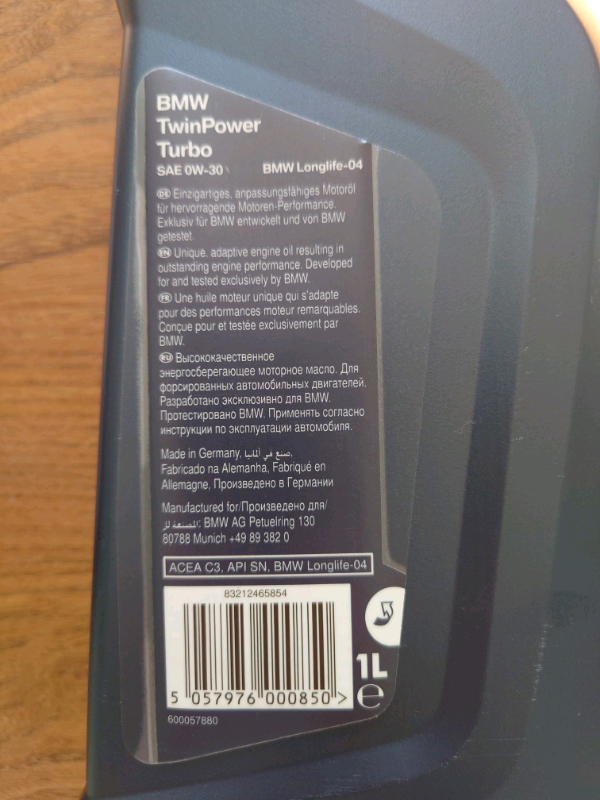 BMW
TwinPower
Turbo
SAE 0W-30 BMW Longlife-04
DE Einzigartiges, anpassungsfähiges Motoröl
für hervorragende Motoren-Performance.
Exklusiv für BMW entwickelt und von BMW
getestet.
EN Unique, adaptive engine oil resulting in
outstanding engine performance. Developed
for and tested exclusively by BMW.
FR Une huile moteur unique qui s'adapte
pour des performances moteur remarquables.
Conçue pour et testée exclusivement par
BMW.
RU Высококачественное
энергосберегающее моторное масло. Для
форсированных автомобильных двигателей.
Разработано эксклюзивно для BMW.
Протестировано BMW. Применять согласно
инструкции по эксплуатации автомобиля.
Made in Germany, صنع في ألمانيا,
Fabricado na Alemanha, Fabriqué en
Allemagne, Произведено в Германии
Manufactured for/Произведено для/
المصنعة لـ: BMW AG Petuelring 130
80788 Munich +49 89 382 0
ACEA C3, API SN, BMW Longlife-04
83212465854
5 057976 000850 >
1L
e
600057880